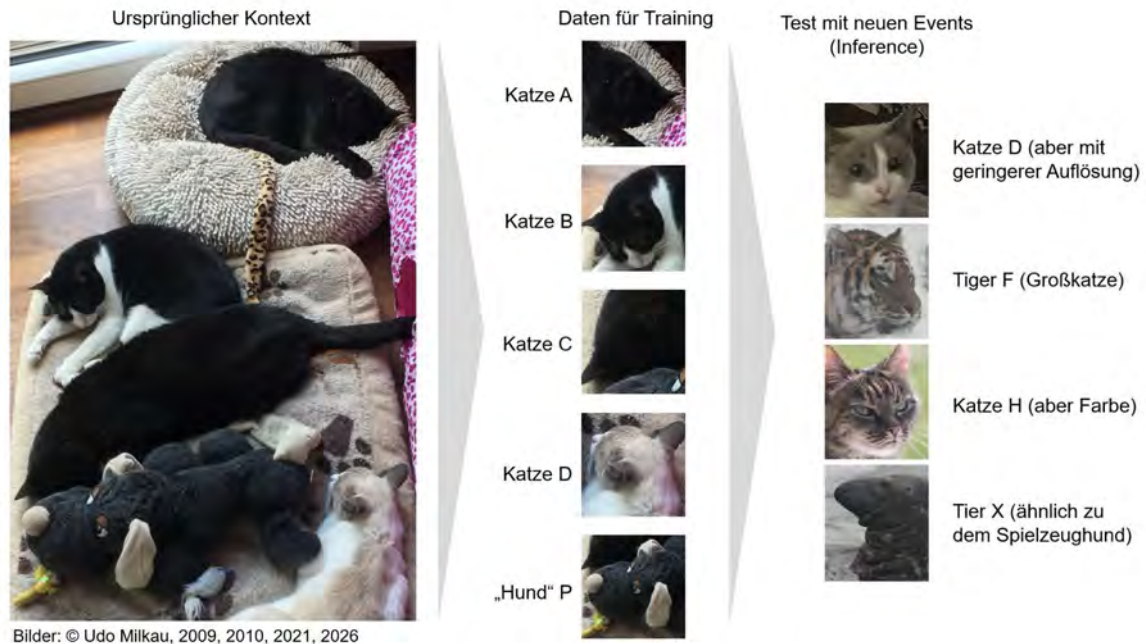 Ursprünglicher Kontext
Daten für Training
Test mit neuen Events
(Inference)
Katze A
Katze B
Katze C
Katze D
„Hund“ P
Katze D (aber mit
geringerer Auflösung)
Tiger F (Großkatze)
Katze H (aber Farbe)
Tier X (ähnlich zu
dem Spielzeughund)
Bilder: © Udo Milkau, 2009, 2010, 2021, 2026